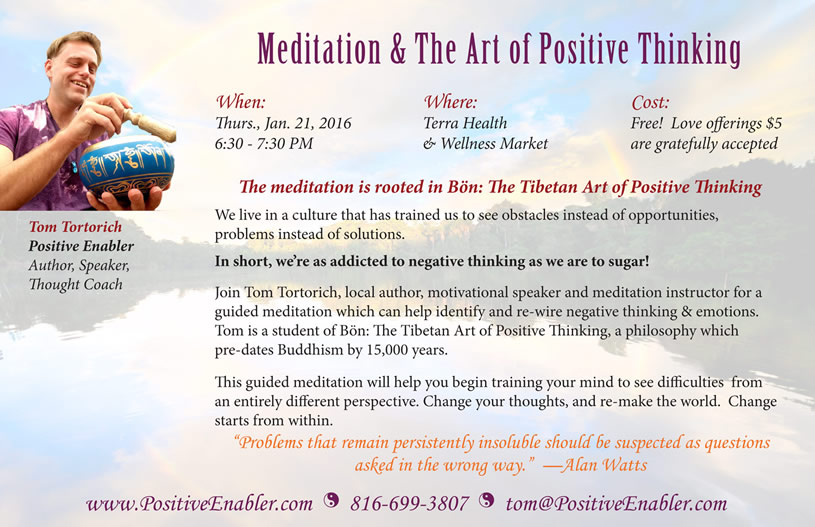 Meditation & The Art of Positive Thinking
When:
Thurs., Jan. 21, 2016
6:30 - 7:30 PM
Where:
Terra Health
& Wellness Market
Cost:
Free!  Love offerings $5
are gratefully accepted
The meditation is rooted in Bön: The Tibetan Art of Positive Thinking
Tom Tortorich
Positive Enabler
Author, Speaker,
Thought Coach
We live in a culture that has trained us to see obstacles instead of opportunities,
problems instead of solutions.
In short, we're as addicted to negative thinking as we are to sugar!
Join Tom Tortorich, local author, motivational speaker and meditation instructor for a
guided meditation which can help identify and re-wire negative thinking & emotions.
Tom is a student of Bön: The Tibetan Art of Positive Thinking, a philosophy which
pre-dates Buddhism by 15,000 years.
This guided meditation will help you begin training your mind to see difficulties  from
an entirely different perspective. Change your thoughts, and re-make the world.  Change
starts from within.
“Problems that remain persistently insoluble should be suspected as questions
asked in the wrong way.”  —Alan Watts
www.PositiveEnabler.com ☯ 816-699-3807 ☯ tom@PositiveEnabler.com